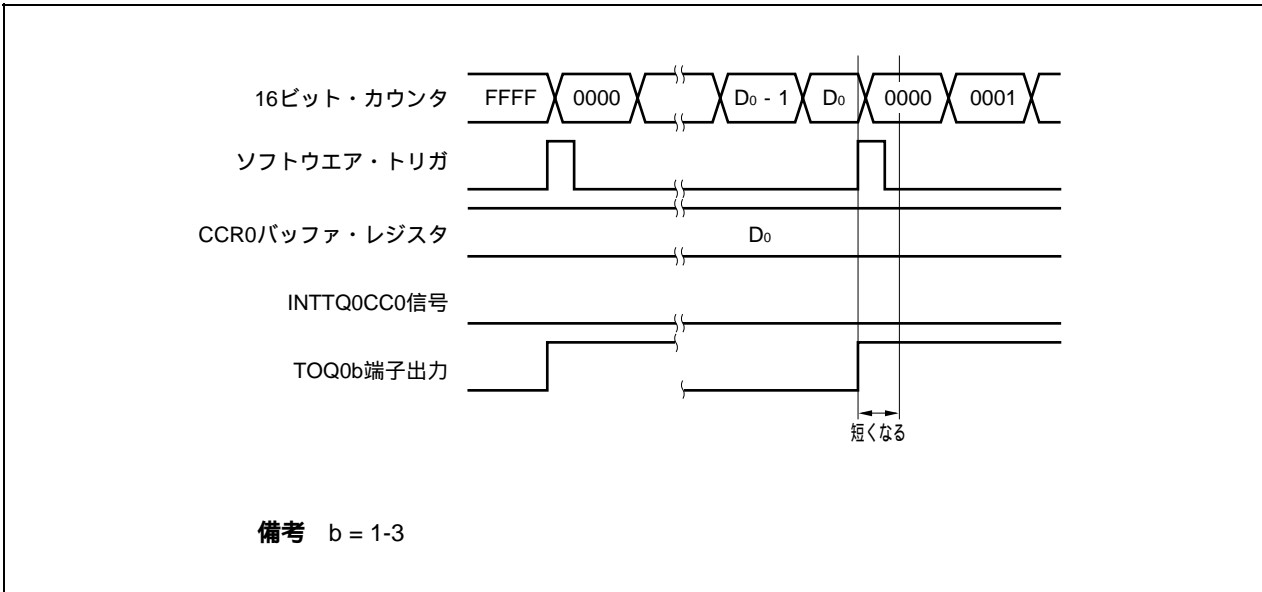 16ビット・カウンタ FFFF 0000 D0 - 1 D0 0000 0001
ソフトウエア・トリガ
CCR0バッファ・レジスタ D0
INTTQ0CC0信号
TOQ0b端子出力
短くなる
備考 b = 1-3